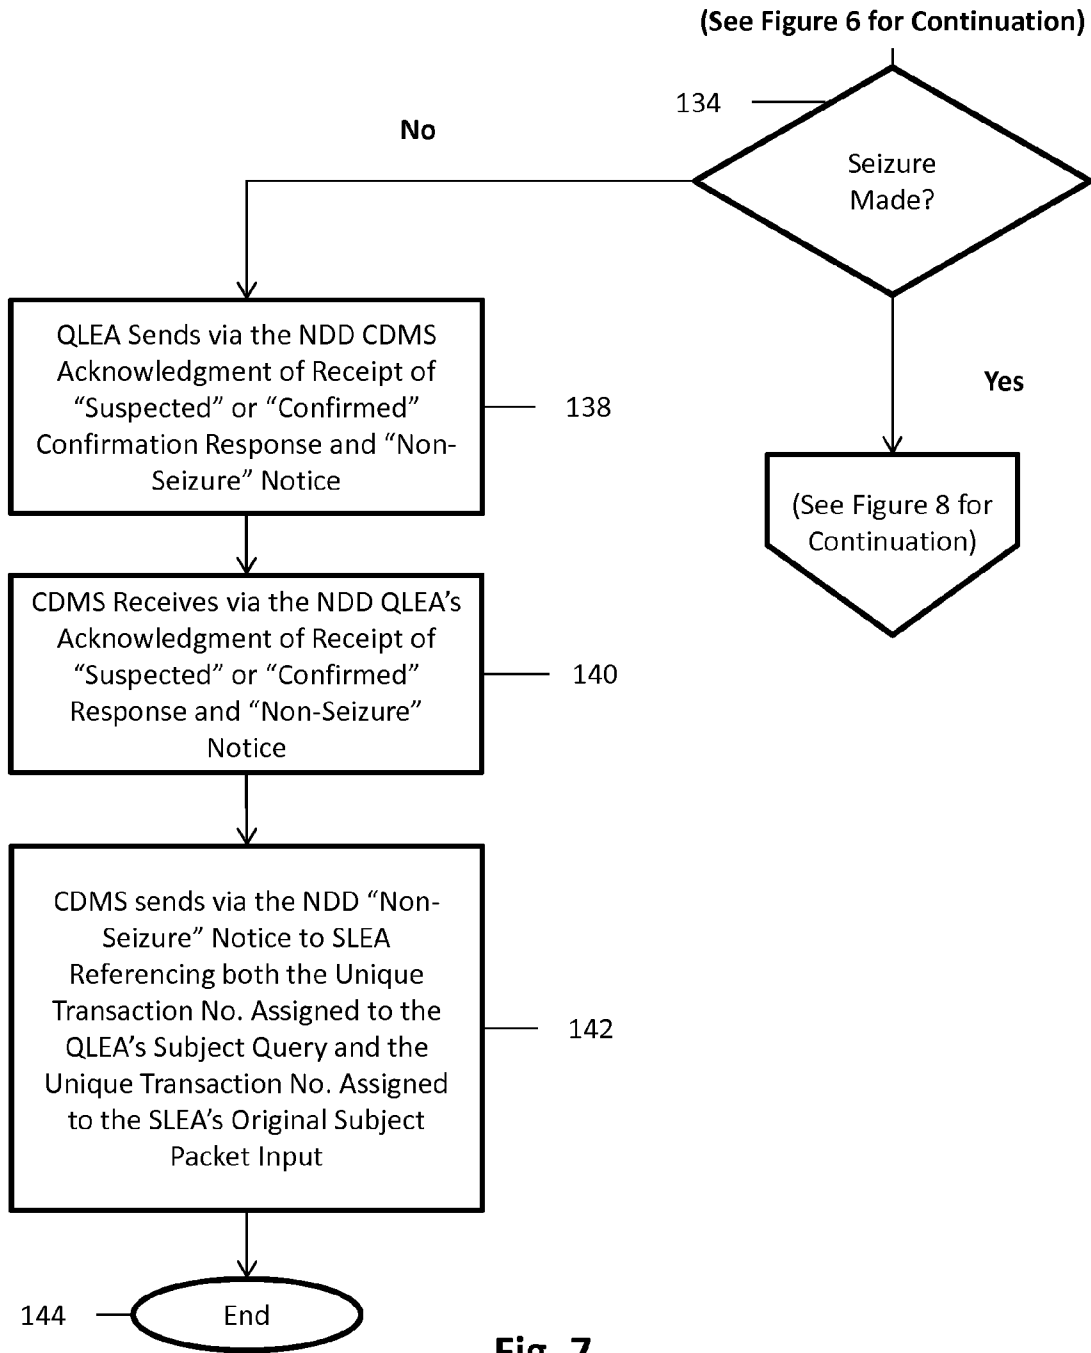 (See Figure 6 for Continuation)
134
Seizure
Made?
No
Yes
QLEA Sends via the NDD CDMS
Acknowledgment of Receipt of
“Suspected” or “Confirmed”
Confirmation Response and “Non-
Seizure” Notice
138
(See Figure 8 for
Continuation)
CDMS Receives via the NDD QLEA’s
Acknowledgment of Receipt of
“Suspected” or “Confirmed”
Response and “Non-Seizure”
Notice
140
CDMS sends via the NDD “Non-
Seizure” Notice to SLEA
Referencing both the Unique
Transaction No. Assigned to the
QLEA’s Subject Query and the
Unique Transaction No. Assigned
to the SLEA’s Original Subject
Packet Input
142
144
End
Fig. 7